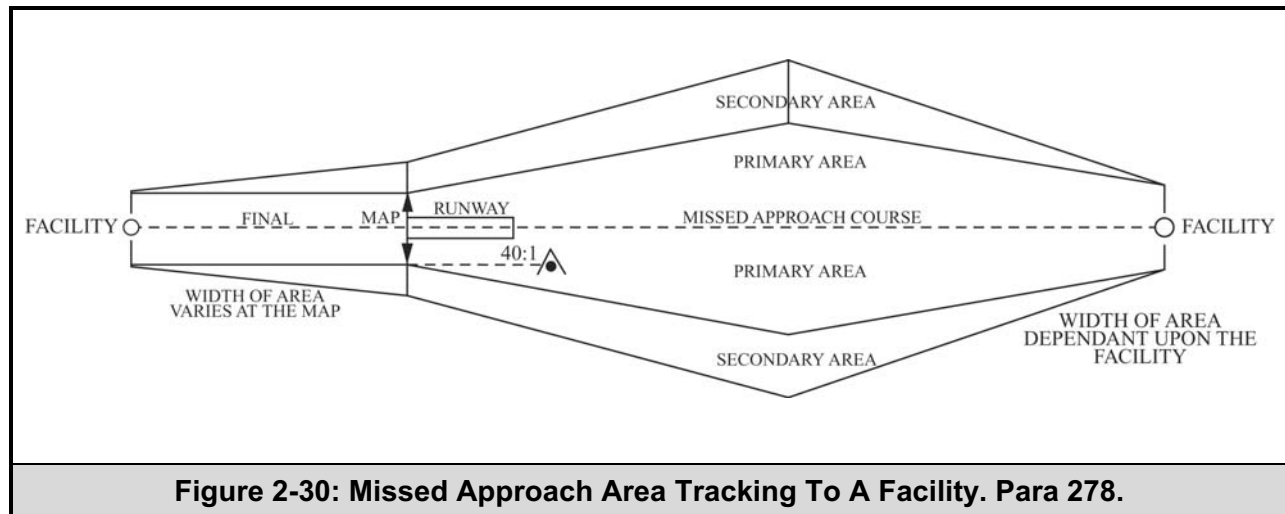 SECONDARY AREA
PRIMARY AREA
FACILITY
FINAL
MAP
RUNWAY
MISSED APPROACH COURSE
FACILITY
40:1
PRIMARY AREA
WIDTH OF AREA
VARIES AT THE MAP
SECONDARY AREA
WIDTH OF AREA
DEPENDANT UPON THE
FACILITY
Figure 2-30: Missed Approach Area Tracking To A Facility. Para 278.